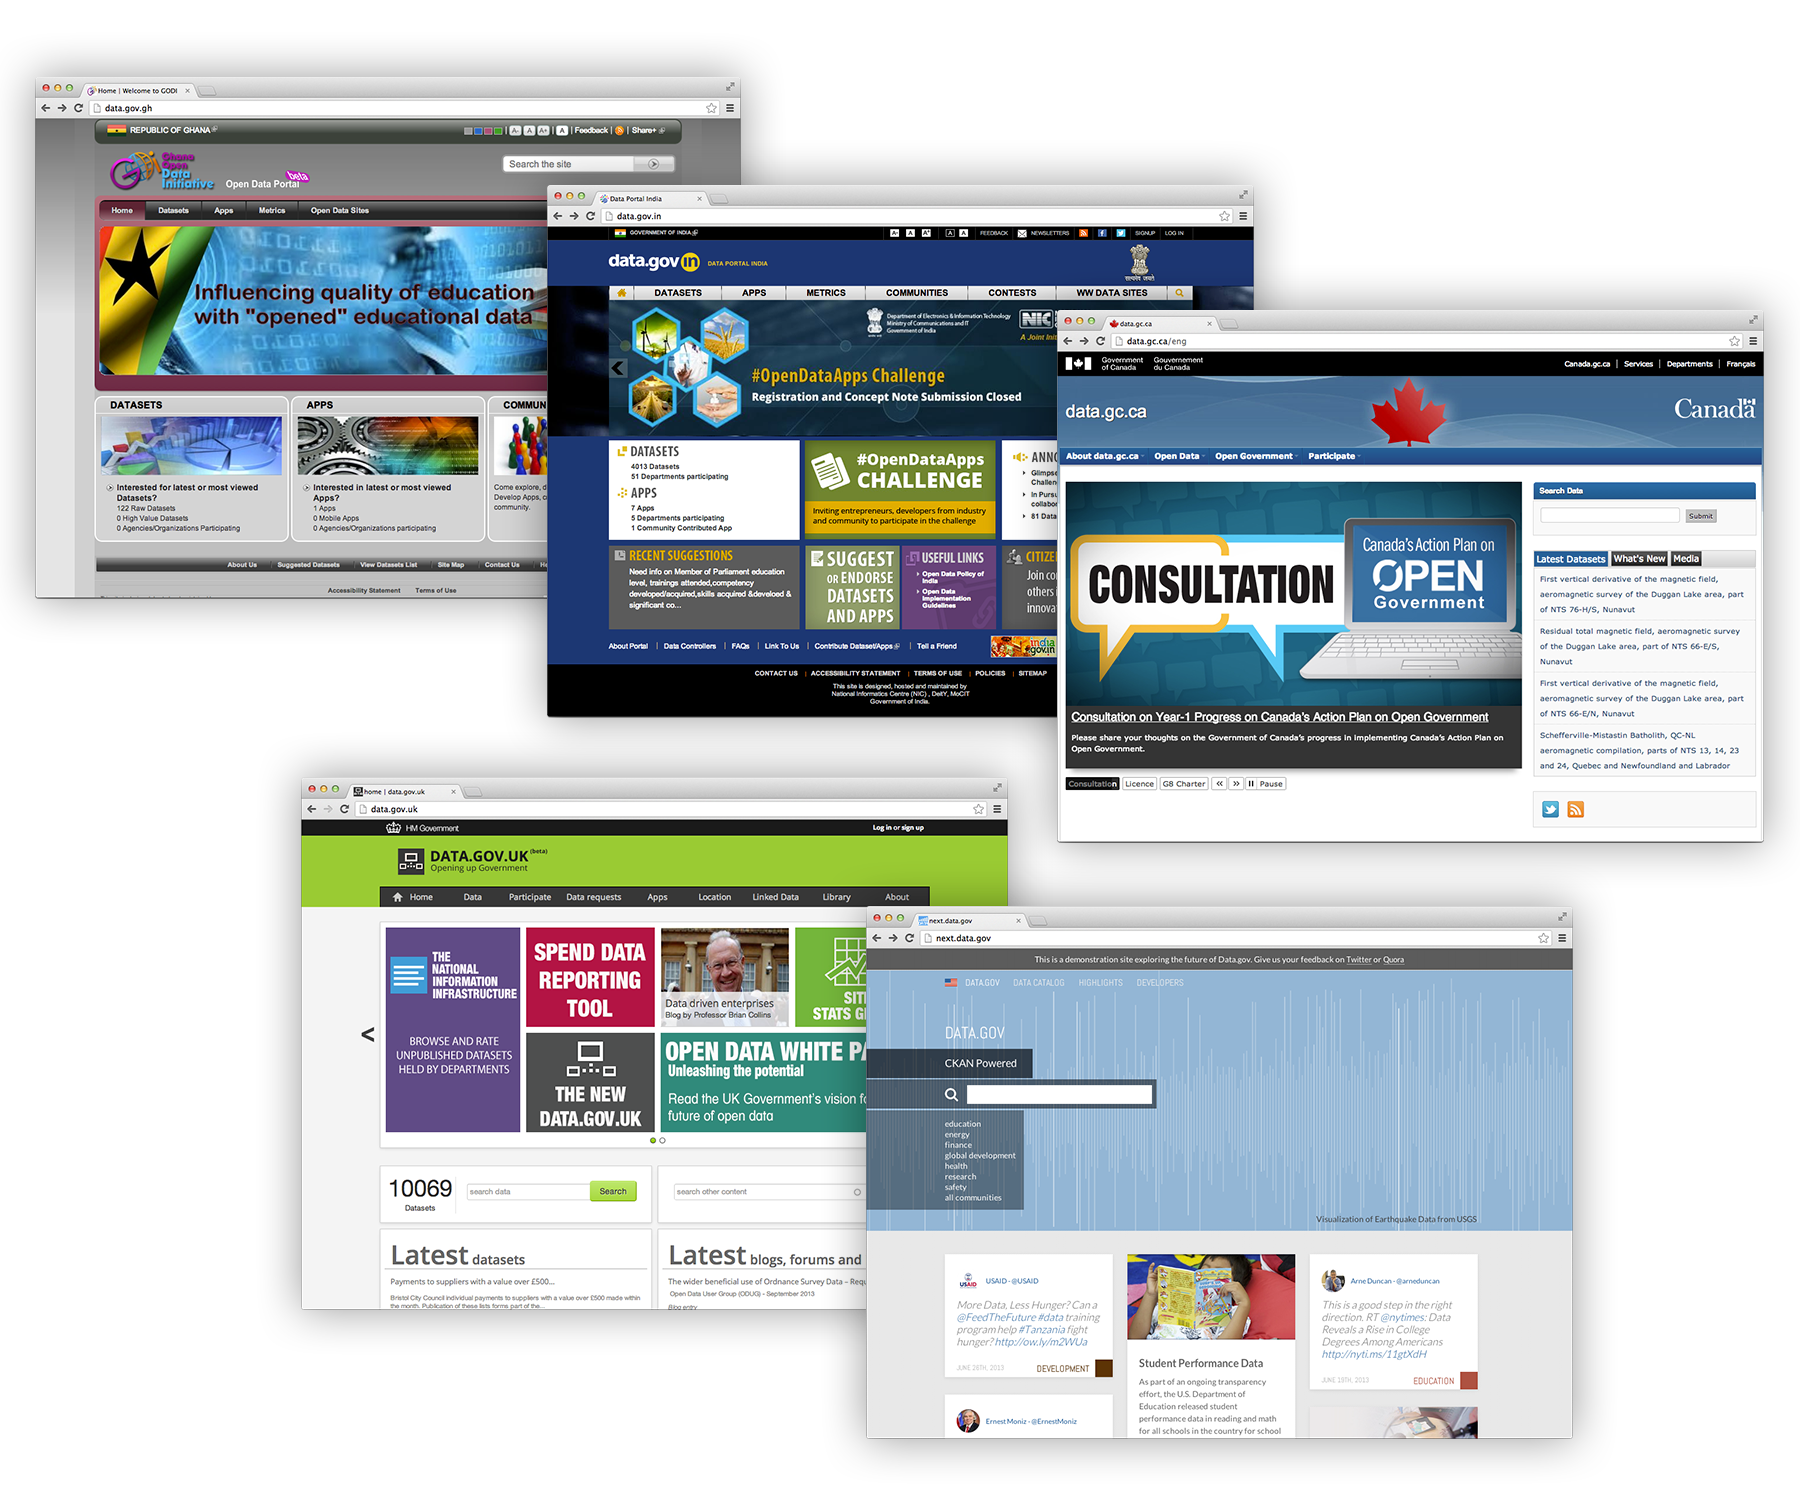 Home | Welcome to GODI
data.gov.gh
REPUBLIC OF GHANA
A- A A+ | A | Feedback | | Share+
Ghana
Open
Data
Initiative
Open Data Portal
beta
Search the site
Home Datasets Apps Metrics Open Data Sites
Influencing quality of education
with "opened" educational data
DATASETS
Interested for latest or most viewed
Datasets?
122 Raw Datasets
0 High Value Datasets
0 Agencies/Organizations Participating
APPS
Interested in latest or most viewed
Apps?
1 Apps
0 Mobile Apps
0 Agencies/Organizations participating
COMMUN
Come explore, d
Develop Apps, c
community.
About Us Suggested Datasets View Datasets List Site Map Contact Us He
Accessibility Statement Terms of Use
Data Portal India
data.gov.in
GOVERNMENT OF INDIA
A- A A+ A A FEEDBACK NEWSLETTERS SIGNUP LOG IN
data.gov in DATA PORTAL INDIA
सत्यमेव जयते
DATASETS APPS METRICS COMMUNITIES CONTESTS WW DATA SITES
Department of Electronics & Information Technology
Ministry of Communications and IT
Government of India
NIC
A Joint Init
#OpenDataApps Challenge
Registration and Concept Note Submission Closed
DATASETS
4013 Datasets
51 Departments participating
APPS
7 Apps
5 Departments participating
1 Community Contributed App
#OpenDataApps
CHALLENGE
Inviting entrepreneurs, developers from industry
and community to participate in the challenge
ANNO
Glimpse
Challen
In Pursu
collabora
81 Data
RECENT SUGGESTIONS
Need info on Member of Parliament education
level, trainings attended,competency
developed/acquired,skills acquired &develoed &
significant co...
SUGGEST
OR ENDORSE
DATASETS
AND APPS
USEFUL LINKS
Open Data Policy of
India
Open Data
Implementation
Guidelines
CITIZE
Join co
others i
innovat
About Portal | Data Controllers | FAQs | Link To Us | Contribute Dataset/Apps | Tell a Friend
india
gov.in
CONTACT US | ACCESSIBILITY STATEMENT | TERMS OF USE | POLICIES | SITEMAP
This site is designed, hosted and maintained by
National Informatics Centre (NIC) , DeitY, MoCIT
Government of India.
data.gc.ca
data.gc.ca/eng
Government
of Canada
Gouvernement
du Canada
Canada.gc.ca | Services | Departments | Français
data.gc.ca
Canada
About data.gc.ca Open Data Open Government Participate
CONSULTATION
Canada's Action Plan on
OPEN
Government
Consultation on Year-1 Progress on Canada's Action Plan on Open Government
Please share your thoughts on the Government of Canada's progress in implementing Canada's Action Plan on
Open Government.
Consultation Licence G8 Charter << >> Pause
Search Data
Submit
Latest Datasets What's New Media
First vertical derivative of the magnetic field,
aeromagnetic survey of the Duggan Lake area, part
of NTS 76-H/S, Nunavut
Residual total magnetic field, aeromagnetic survey
of the Duggan Lake area, part of NTS 66-E/S,
Nunavut
First vertical derivative of the magnetic field,
aeromagnetic survey of the Duggan Lake area, part
of NTS 66-E/N, Nunavut
Schefferville-Mistastin Batholith, QC-NL
aeromagnetic compilation, parts of NTS 13, 14, 23
and 24, Quebec and Newfoundland and Labrador
home | data.gov.uk
data.gov.uk
HM Government
Log in or sign up
DATA.GOV.UK (beta)
Opening up Government
Home Data Participate Data requests Apps Location Linked Data Library About
THE
NATIONAL
INFORMATION
INFRASTRUCTURE
BROWSE AND RATE
UNPUBLISHED DATASETS
HELD BY DEPARTMENTS
SPEND DATA
REPORTING
TOOL
Data driven enterprises
Blog by Professor Brian Collins
SIT
STATS G
THE NEW
DATA.GOV.UK
OPEN DATA WHITE PA
Unleashing the potential
Read the UK Government's vision fo
future of open data
<
10069
Datasets
search data
Search
search other content
Latest datasets
Payments to suppliers with a value over £500...
Bristol City Council individual payments to suppliers with a value over £500 made within
the month. Publication of these lists forms part of the...
Latest blogs, forums and
The wider beneficial use of Ordnance Survey Data – Requ
Open Data User Group (ODUG) - September 2013
Blog entry
next.data.gov
next.data.gov
This is a demonstration site exploring the future of Data.gov. Give us your feedback on Twitter or Quora
DATA.GOV DATA CATALOG HIGHLIGHTS DEVELOPERS
DATA.GOV
CKAN Powered
education
energy
finance
global development
health
research
safety
all communities
Visualization of Earthquake Data from USGS
USAID
USAID - @USAID
More Data, Less Hunger? Can a
@FeedTheFuture #data training
program help #Tanzania fight
hunger? http://ow.ly/m2WUa
JUNE 28TH, 2013
DEVELOPMENT
Ernest Moniz - @ErnestMoniz
Student Performance Data
As part of an ongoing transparency
effort, the U.S. Department of
Education released student
performance data in reading and math
for all schools in the country for school
Arne Duncan - @arneduncan
This is a good step in the right
direction. RT @nytimes: Data
Reveals a Rise in College
Degrees Among Americans
http://nyti.ms/11gtXdH
JUNE 19TH, 2013
EDUCATION